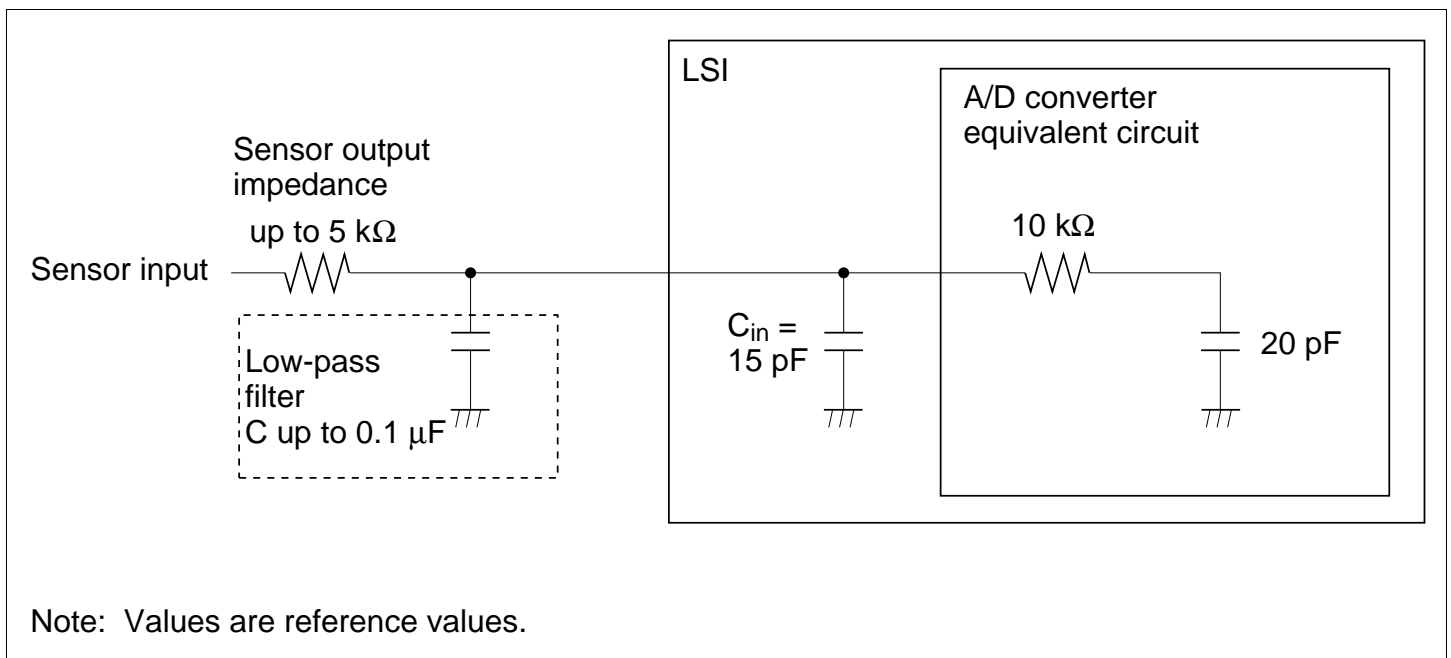 LSI
A/D converter
equivalent circuit
Sensor output
impedance
up to 5 kΩ
10 kΩ
Sensor input
C_in =
15 pF
20 pF
Low-pass
filter
C up to 0.1 μF
Note: Values are reference values.